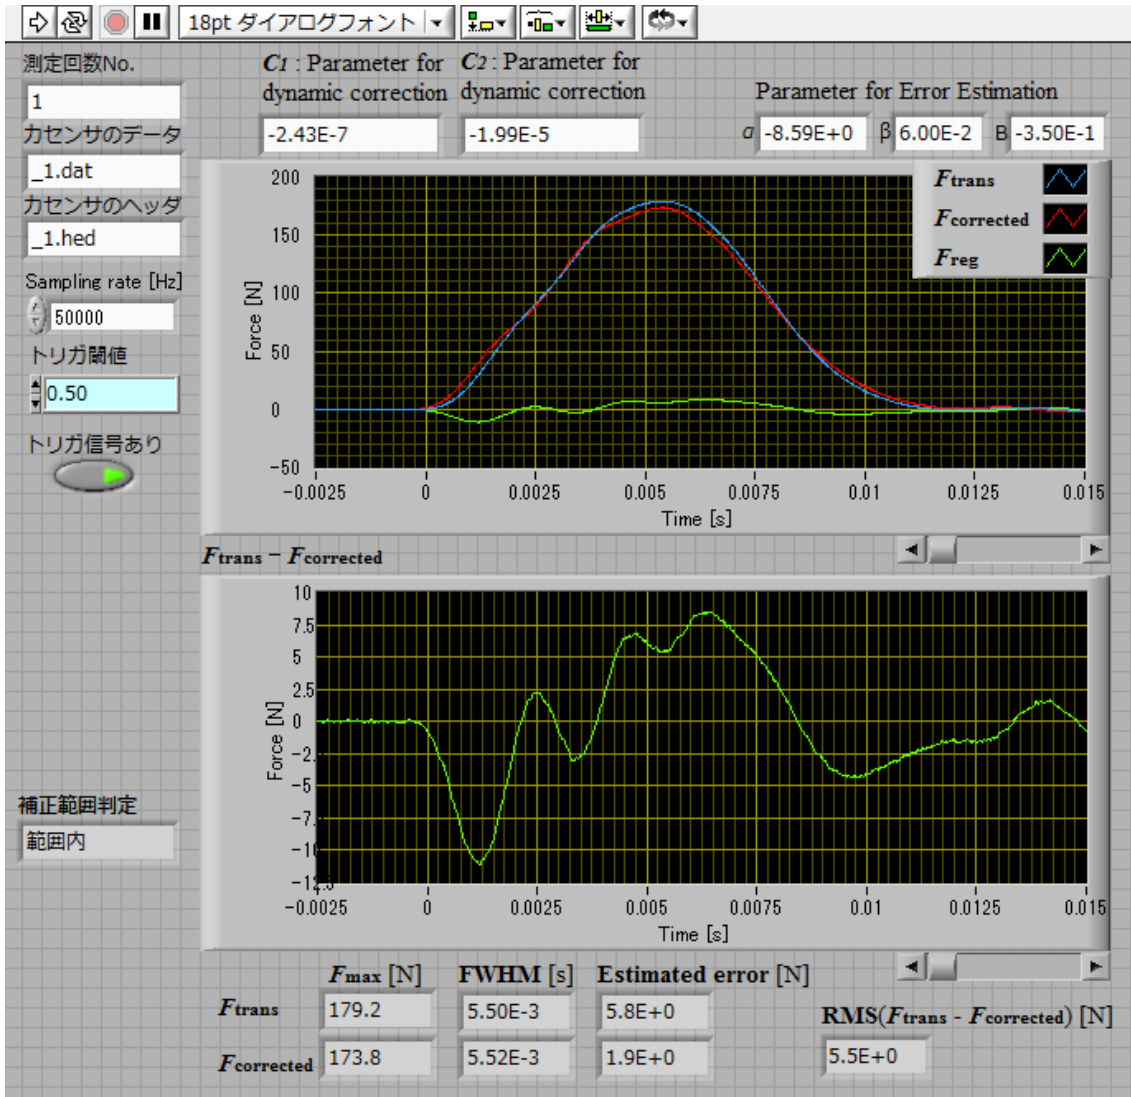 18pt ダイアログフォント
測定回数No.
1
カセンサのデータ
_1.dat
カセンサのヘッダ
_1.hed
Sampling rate [Hz]
50000
トリガ閾値
0.50
トリガ信号あり
補正範囲判定
範囲内
C1 : Parameter for
dynamic correction
-2.43E-7
C2 : Parameter for
dynamic correction
-1.99E-5
Parameter for Error Estimation
α -8.59E+0 β 6.00E-2 B -3.50E-1
Ftrans
Fcorrected
Freg
200
150
100
50
0
-50
Force [N]
-0.0025 0 0.0025 0.005 0.0075 0.01 0.0125 0.015
Time [s]
Ftrans - Fcorrected
10
7.5
5
2.5
0
-2.
-5
-7.
-10
-12.5
Force [N]
-0.0025 0 0.0025 0.005 0.0075 0.01 0.0125 0.015
Time [s]
Fmax [N] FWHM [s] Estimated error [N]
Ftrans 179.2 5.50E-3 5.8E+0
Fcorrected 173.8 5.52E-3 1.9E+0
RMS(Ftrans - Fcorrected) [N]
5.5E+0